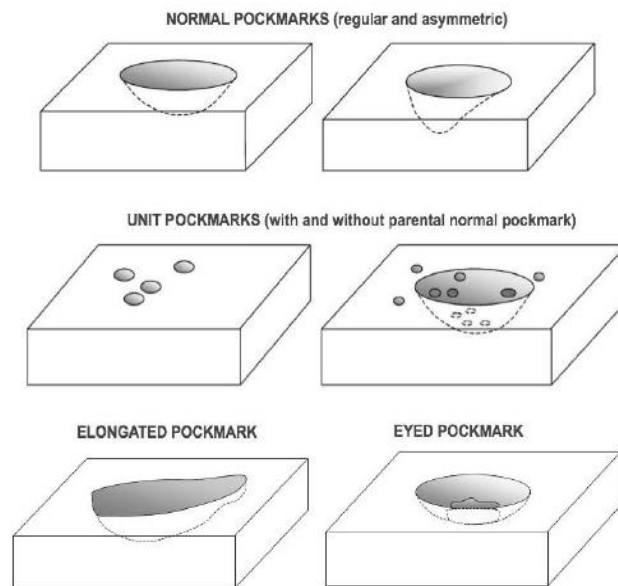 NORMAL POCKMARKS (regular and asymmetric)
UNIT POCKMARKS (with and without parental normal pockmark)
ELONGATED POCKMARK
EYED POCKMARK